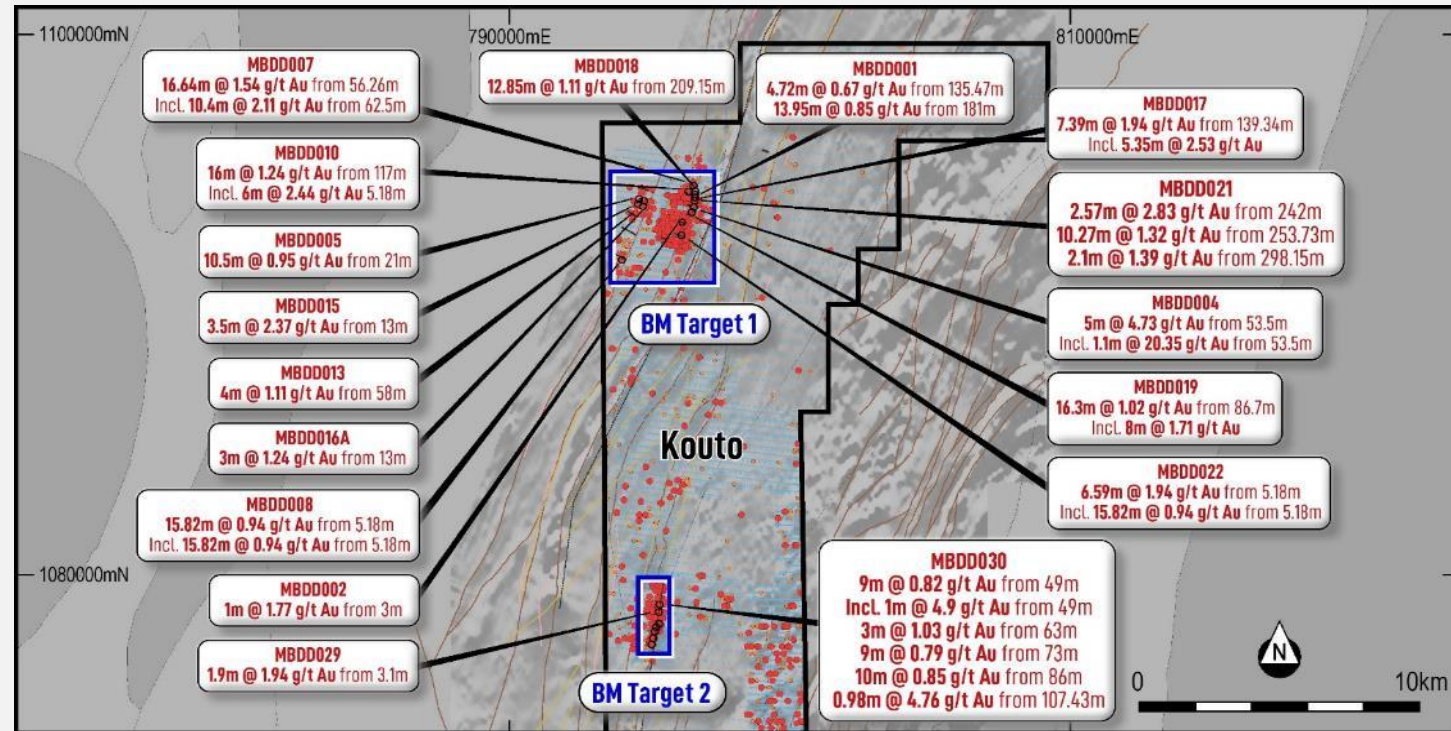 1100000mN
790000mE
810000mE
MBDD007
16.64m @ 1.54 g/t Au from 56.26m
Incl. 10.4m @ 2.11 g/t Au from 62.5m
MBDD018
12.85m @ 1.11 g/t Au from 209.15m
MBDD001
4.72m @ 0.67 g/t Au from 135.47m
13.95m @ 0.85 g/t Au from 181m
MBDD017
7.39m @ 1.94 g/t Au from 139.34m
Incl. 5.35m @ 2.53 g/t Au
MBDD010
16m @ 1.24 g/t Au from 117m
Incl. 6m @ 2.44 g/t Au 5.18m
MBDD021
2.57m @ 2.83 g/t Au from 242m
10.27m @ 1.32 g/t Au from 253.73m
2.1m @ 1.39 g/t Au from 298.15m
MBDD005
10.5m @ 0.95 g/t Au from 21m
MBDD015
3.5m @ 2.37 g/t Au from 13m
BM Target 1
MBDD004
5m @ 4.73 g/t Au from 53.5m
Incl. 1.1m @ 20.35 g/t Au from 53.5m
MBDD013
4m @ 1.11 g/t Au from 58m
MBDD019
16.3m @ 1.02 g/t Au from 86.7m
Incl. 8m @ 1.71 g/t Au
MBDD016A
3m @ 1.24 g/t Au from 13m
Kouto
MBDD022
6.59m @ 1.94 g/t Au from 5.18m
Incl. 15.82m @ 0.94 g/t Au from 5.18m
MBDD008
15.82m @ 0.94 g/t Au from 5.18m
Incl. 15.82m @ 0.94 g/t Au from 5.18m
1080000mN
MBDD002
1m @ 1.77 g/t Au from 3m
MBDD030
9m @ 0.82 g/t Au from 49m
Incl. 1m @ 4.9 g/t Au from 49m
3m @ 1.03 g/t Au from 63m
9m @ 0.79 g/t Au from 73m
10m @ 0.85 g/t Au from 86m
0.98m @ 4.76 g/t Au from 107.43m
MBDD029
1.9m @ 1.94 g/t Au from 3.1m
BM Target 2
N
0
10km